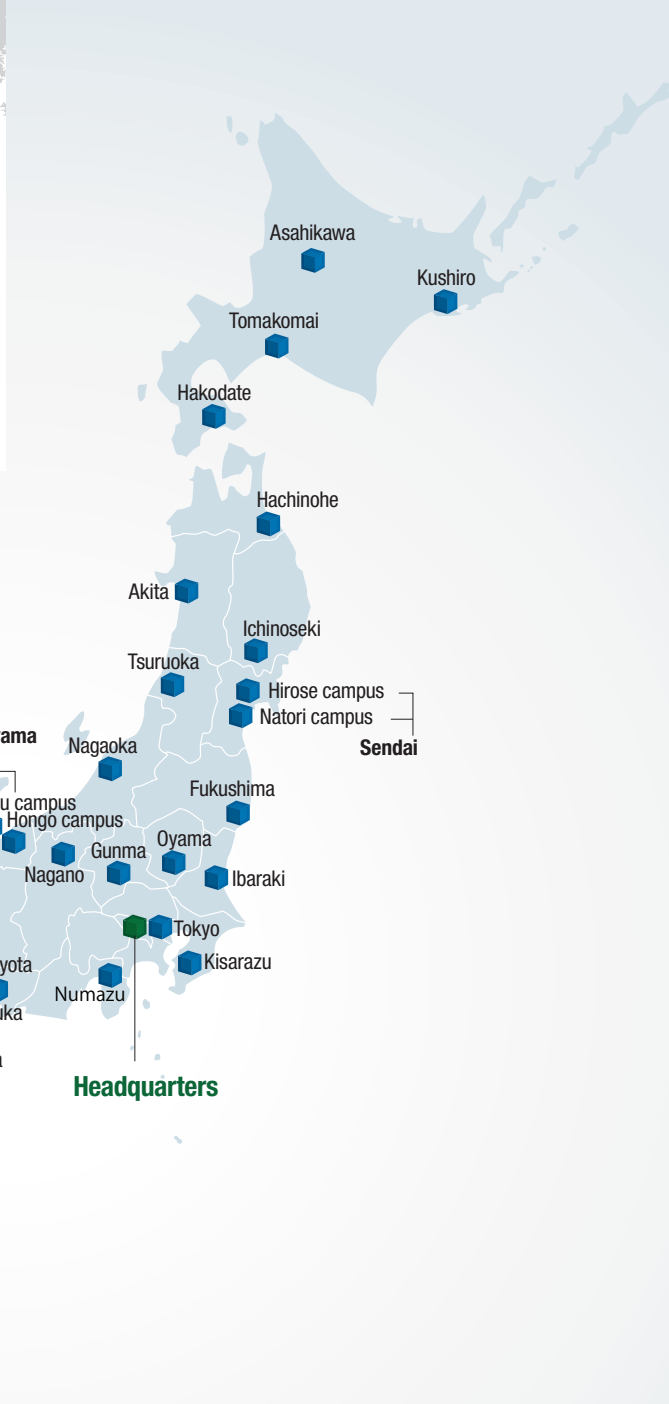 Asahikawa
Kushiro
Tomakomai
Hakodate
Hachinohe
Akita
Ichinoseki
Tsuruoka
Hirose campus
Natori campus
Sendai
Nagaoka
Fukushima
campus
Hongo campus
Oyama
Gunma
Nagano
Ibaraki
Tokyo
Kisarazu
Numazu
Headquarters